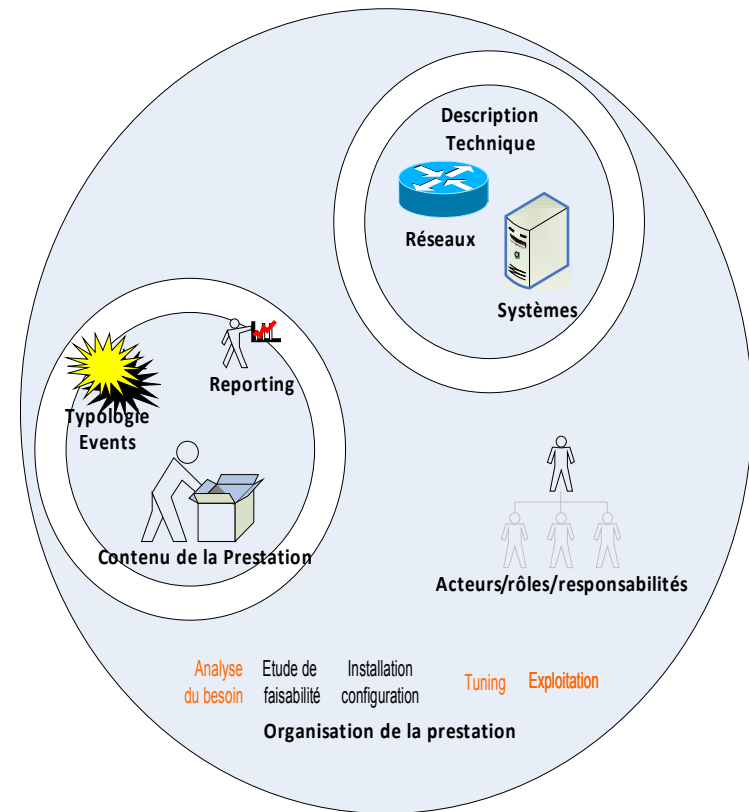 Description
Technique
Réseaux
Systèmes
Reporting
Typologie
Events
Contenu de la Prestation
Acteurs/rôles/responsabilités
Analyse
du besoin
Etude de
faisabilité
Installation
configuration
Tuning
Exploitation
Organisation de la prestation